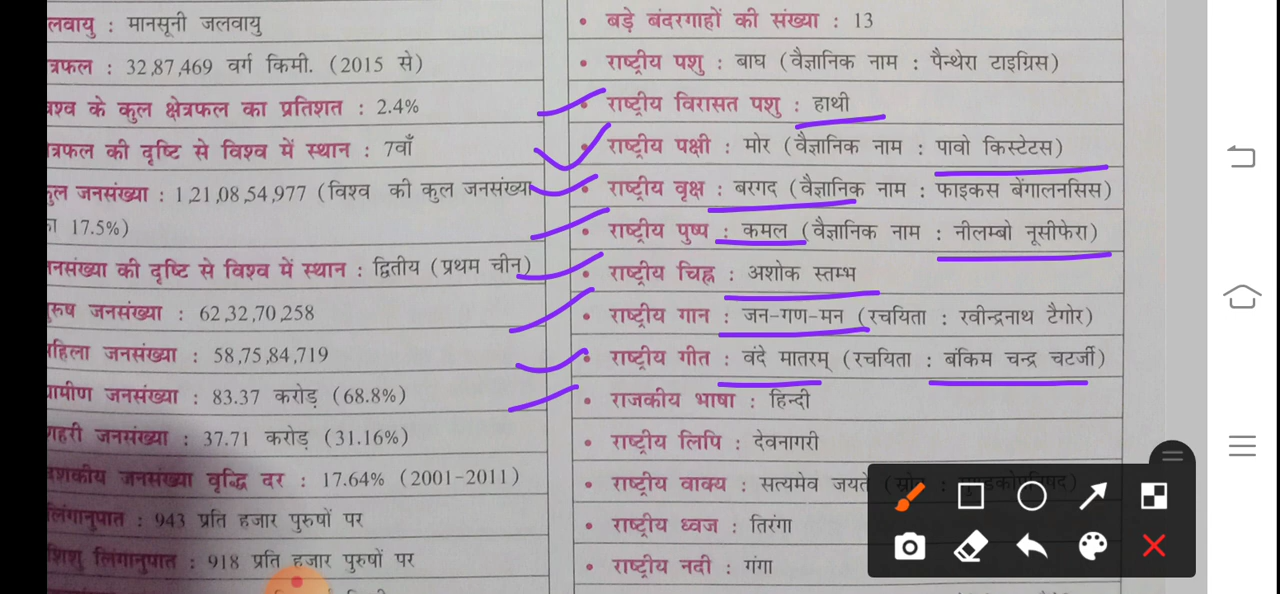 लवायु : मानसूनी जलवायु
त्रफल : 32,87,469 वर्ग किमी. (2015 से)
श्व के कुल क्षेत्रफल का प्रतिशत : 2.4%
त्रफल की दृष्टि से विश्व में स्थान : 7वाँ
कुल जनसंख्या : 1,21,08,54,977 (विश्व की कुल जनसंख्या
का 17.5%)
नसंख्या की दृष्टि से विश्व में स्थान : द्वितीय (प्रथम चीन)
रुष जनसंख्या : 62,32,70,258
हिला जनसंख्या : 58,75,84,719
ग्रामीण जनसंख्या : 83.37 करोड़ (68.8%)
शहरी जनसंख्या : 37.71 करोड़ (31.16%)
शकीय जनसंख्या वृद्धि दर : 17.64% (2001-2011)
लिंगानुपात : 943 प्रति हजार पुरुषों पर
शिशु लिंगानुपात : 918 प्रति हजार पुरुषों पर
• बड़े बंदरगाहों की संख्या : 13
• राष्ट्रीय पशु : बाघ (वैज्ञानिक नाम : पैन्थेरा टाइग्रिस)
• राष्ट्रीय विरासत पशु : हाथी
• राष्ट्रीय पक्षी : मोर (वैज्ञानिक नाम : पावो क्रिस्टेटस)
• राष्ट्रीय वृक्ष : बरगद (वैज्ञानिक नाम : फाइकस बेंगालनसिस)
• राष्ट्रीय पुष्प : कमल (वैज्ञानिक नाम : नीलम्बो नूसीफेरा)
• राष्ट्रीय चिह्न : अशोक स्तम्भ
• राष्ट्रीय गान : जन-गण-मन (रचयिता : रवीन्द्रनाथ टैगोर)
• राष्ट्रीय गीत : वंदे मातरम् (रचयिता : बंकिम चन्द्र चटर्जी)
• राजकीय भाषा : हिन्दी
• राष्ट्रीय लिपि : देवनागरी
• राष्ट्रीय वाक्य : सत्यमेव जयते
• राष्ट्रीय ध्वज : तिरंगा
• राष्ट्रीय नदी : गंगा